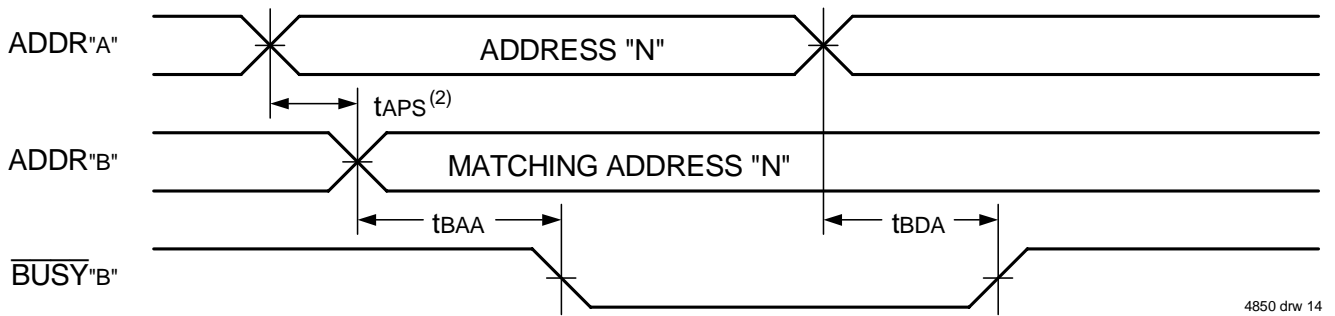 ADDR"A"
ADDRESS "N"
tAPS(2)
ADDR"B"
MATCHING ADDRESS "N"
tBAA
tBDA
BUSY"B"
4850 drw 14